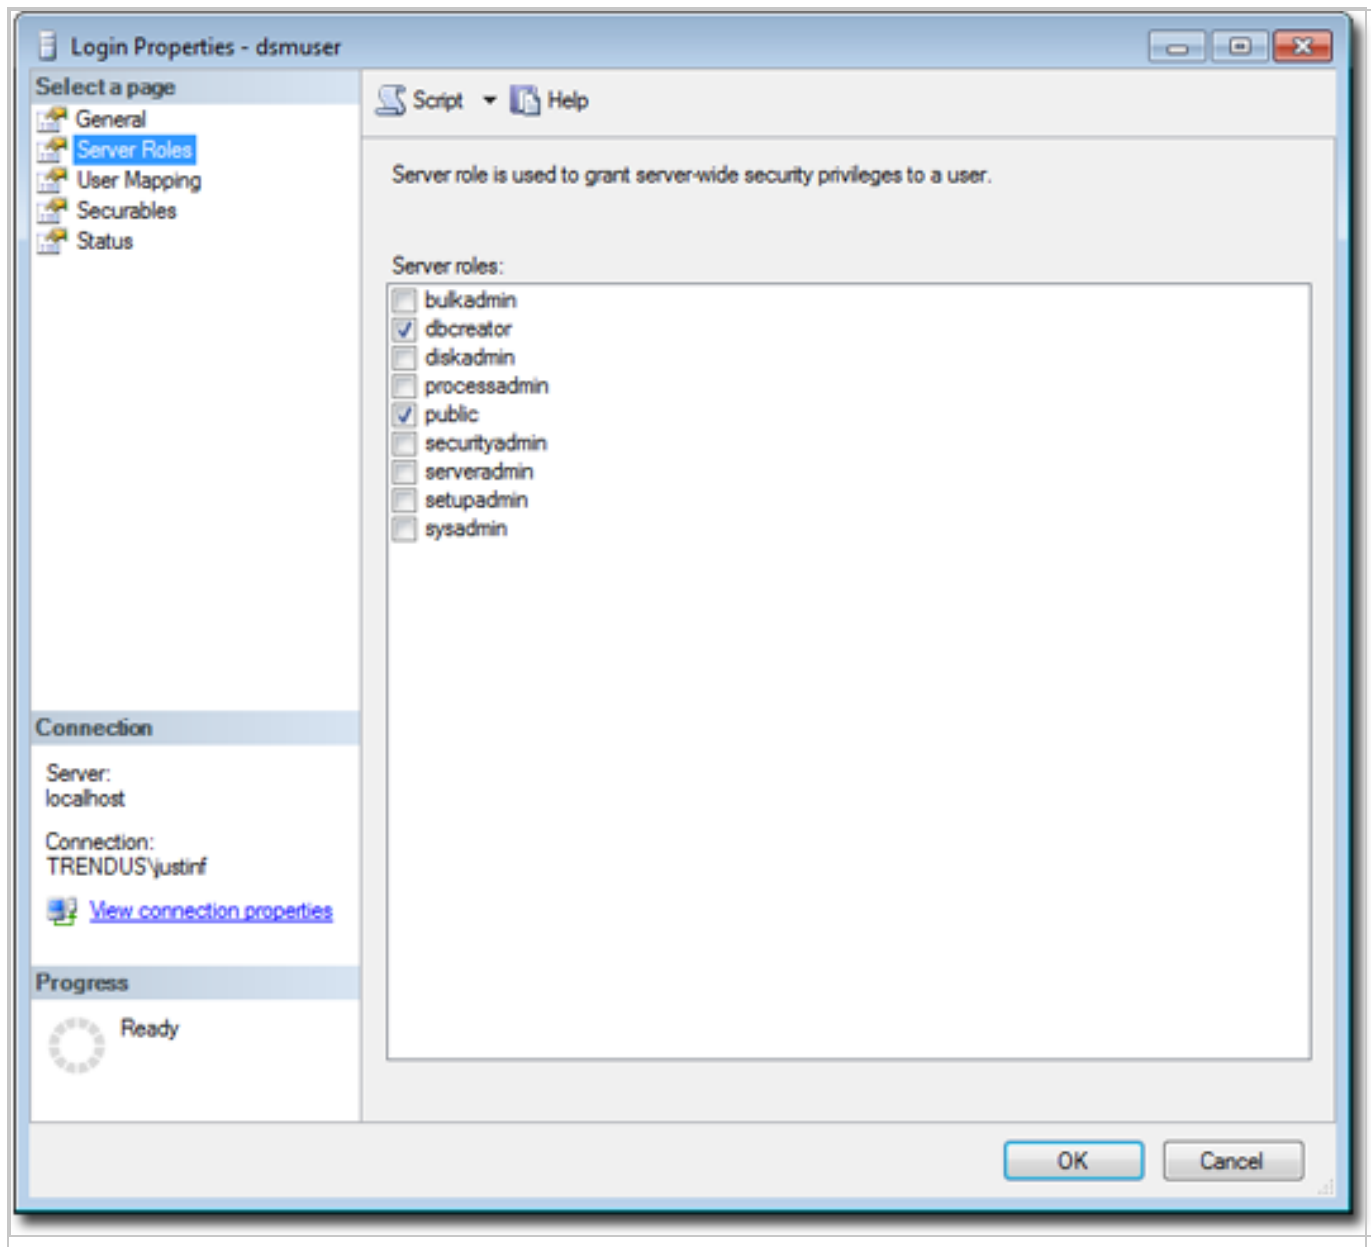 Login Properties - dsmuser
Select a page
General
Server Roles
User Mapping
Securables
Status
Script
Help
Server role is used to grant server-wide security privileges to a user.
Server roles:
bulkadmin
dbcreator
diskadmin
processadmin
public
securityadmin
serveradmin
setupadmin
sysadmin
Connection
Server:
localhost
Connection:
TRENDUS\justinf
View connection properties
Progress
Ready
OK
Cancel